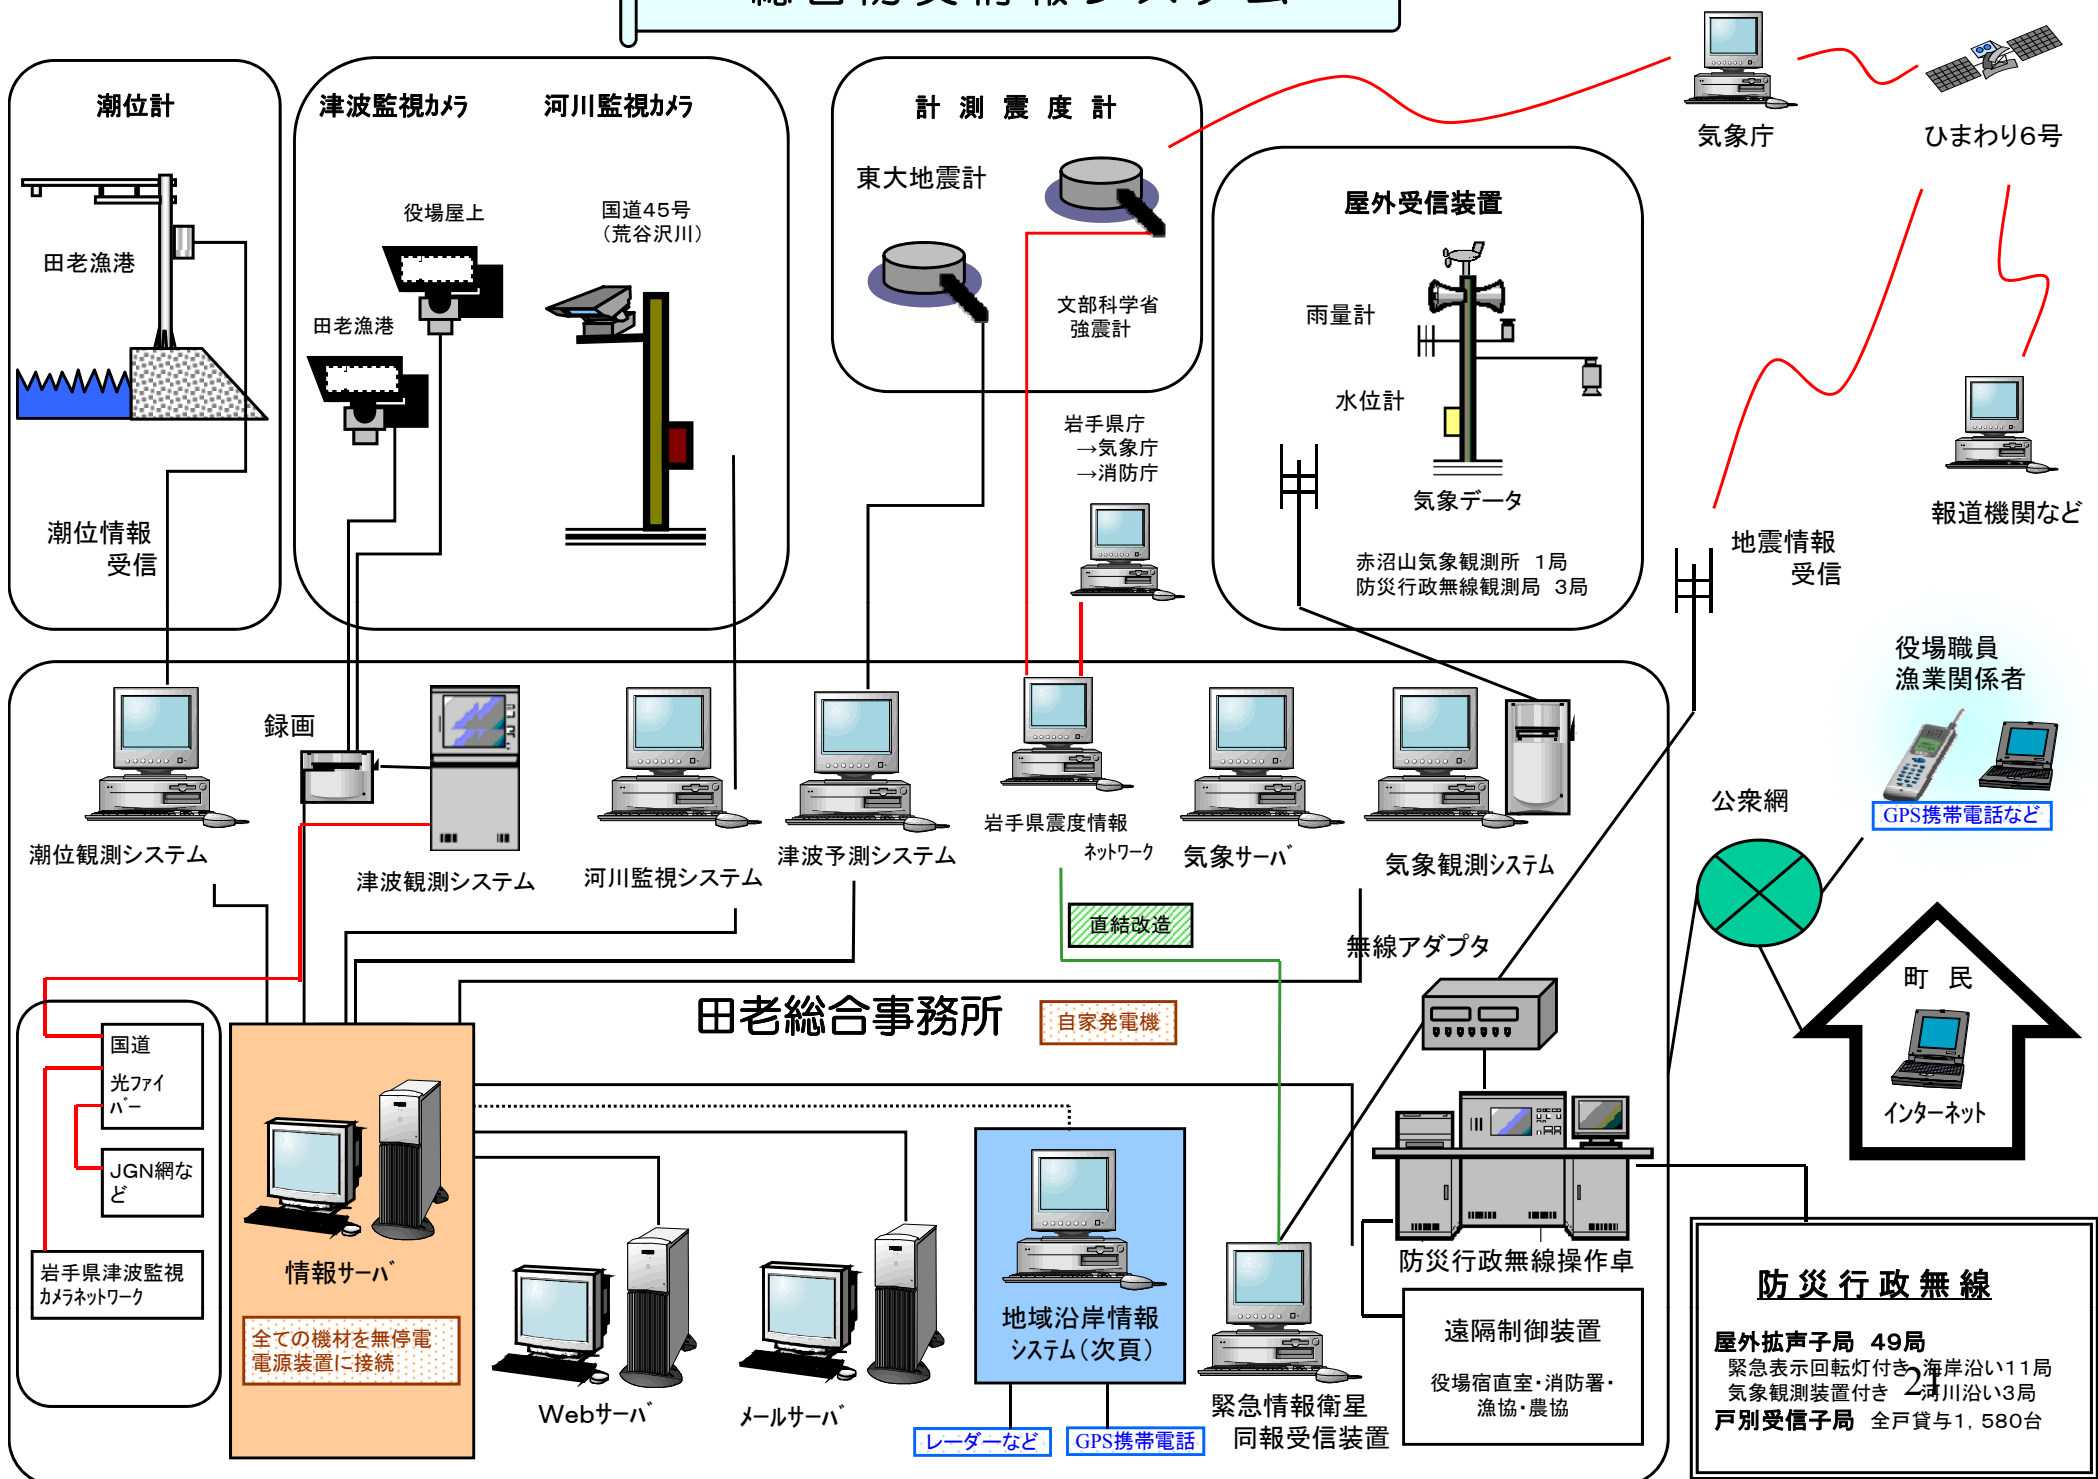 総合防災情報システム
潮位計
田老漁港
潮位情報
受信
津波監視カメラ
河川監視カメラ
役場屋上
田老漁港
国道45号
（荒谷沢川）
計測震度計
東大地震計
文部科学省
強震計
岩手県庁
→気象庁
→消防庁
屋外受信装置
雨量計
水位計
気象データ
赤沼山気象観測所 1局
防災行政無線観測局 3局
気象庁
ひまわり6号
報道機関など
地震情報
受信
役場職員
漁業関係者
GPS携帯電話など
公衆網
町 民
インターネット
録画
潮位観測システム
津波観測システム
河川監視システム
津波予測システム
岩手県震度情報
ネットワーク
気象サーバ
気象観測システム
直結改造
無線アダプタ
田老総合事務所
自家発電機
国道
光ファイ
バー
JGN網な
ど
岩手県津波監視
カメラネットワーク
情報サーバ
全ての機材を無停電
電源装置に接続
Webサーバ
メールサーバ
地域沿岸情報
システム（次頁）
レーダーなど
GPS携帯電話
緊急情報衛星
同報受信装置
防災行政無線操作卓
遠隔制御装置
役場宿直室・消防署・
漁協・農協
防災行政無線
屋外拡声子局 49局
緊急表示回転灯付き 海岸沿い11局
気象観測装置付き 河川沿い3局
戸別受信子局 全戸貸与1，580台
21